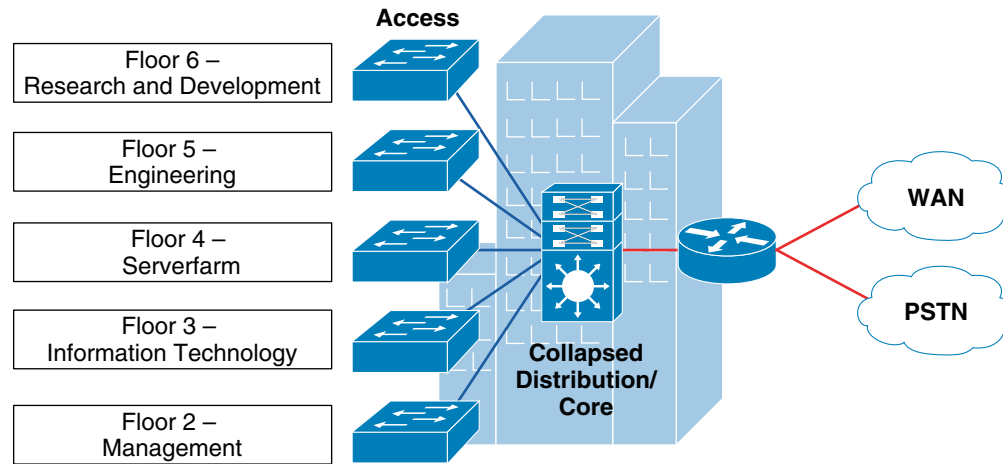 Access
Floor 6 –
Research and Development
Floor 5 –
Engineering
Floor 4 –
Serverfarm
Floor 3 –
Information Technology
Floor 2 –
Management
Collapsed
Distribution/
Core
WAN
PSTN